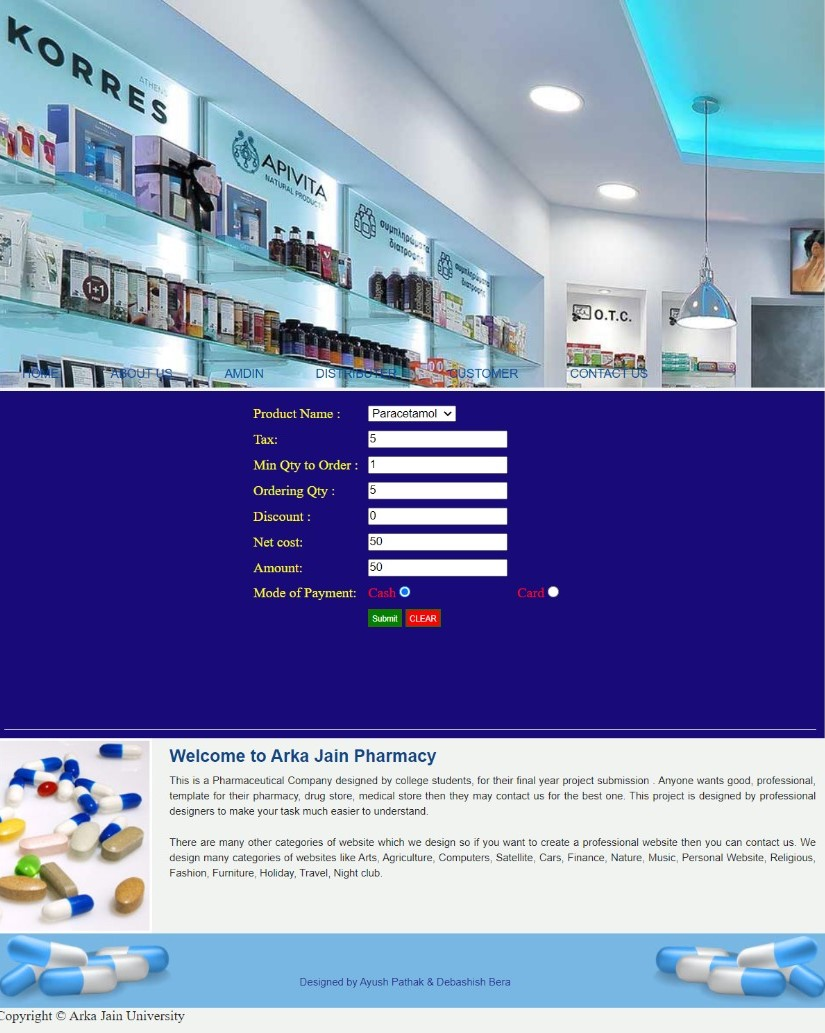 KORRES
ATHENS
APIVITA
NATURAL PRODUCTS
συμπληρώματα
διατροφής
συμπληρώματα
διατροφής
1+1
O.T.C.
HOME ABOUT US AMDIN DISTRIBUTER CUSTOMER CONTACT US
Product Name : Paracetamol
Tax: 5
Min Qty to Order : 1
Ordering Qty : 5
Discount : 0
Net cost: 50
Amount: 50
Mode of Payment: Cash Card
Submit CLEAR
Welcome to Arka Jain Pharmacy
This is a Pharmaceutical Company designed by college students, for their final year project submission . Anyone wants good, professional,
template for their pharmacy, drug store, medical store then they may contact us for the best one. This project is designed by professional
designers to make your task much easier to understand.
There are many other categories of website which we design so if you want to create a professional website then you can contact us. We
design many categories of websites like Arts, Agriculture, Computers, Satellite, Cars, Finance, Nature, Music, Personal Website, Religious,
Fashion, Furniture, Holiday, Travel, Night club.
Designed by Ayush Pathak & Debashish Bera
Copyright © Arka Jain University